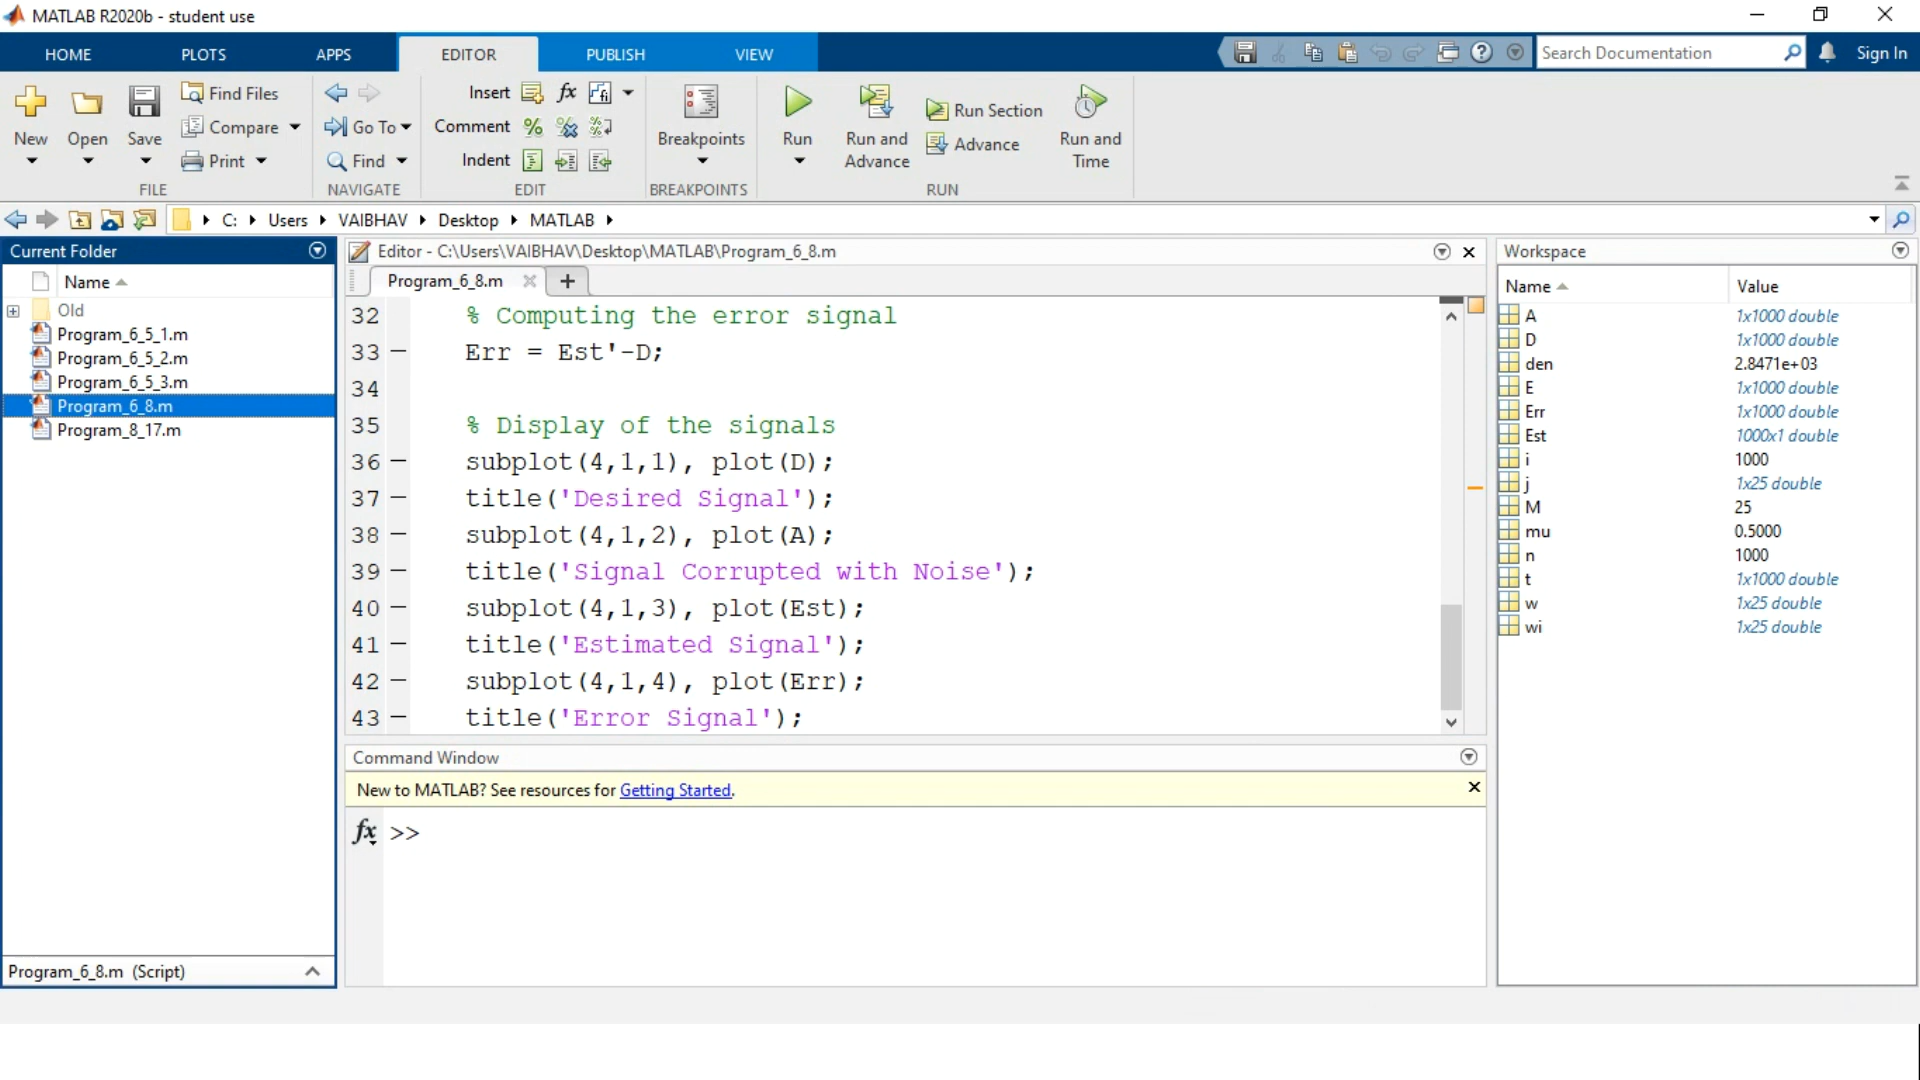 MATLAB R2020b - student use
HOME PLOTS APPS EDITOR PUBLISH VIEW Search Documentation Sign In
New Open Save Find Files Compare Print FILE
Go To Find NAVIGATE
Insert fx Comment Indent EDIT
Breakpoints BREAKPOINTS
Run Run and Advance Run Section Advance Run and Time RUN
C: Users VAIBHAV Desktop MATLAB
Current Folder
Name
Old
Program_6_5_1.m
Program_6_5_2.m
Program_6_5_3.m
Program_6_8.m
Program_8_17.m
Program_6_8.m (Script)
Editor - C:\Users\VAIBHAV\Desktop\MATLAB\Program_6_8.m
Program_6_8.m
32 % Computing the error signal
33 Err = Est'-D;
34
35 % Display of the signals
36 subplot(4,1,1), plot(D);
37 title('Desired Signal');
38 subplot(4,1,2), plot(A);
39 title('Signal Corrupted with Noise');
40 subplot(4,1,3), plot(Est);
41 title('Estimated Signal');
42 subplot(4,1,4), plot(Err);
43 title('Error Signal');
Command Window
New to MATLAB? See resources for Getting Started.
fx >>
Workspace
Name Value
A 1x1000 double
D 1x1000 double
den 2.8471e+03
E 1x1000 double
Err 1x1000 double
Est 1000x1 double
i 1000
j 1x25 double
M 25
mu 0.5000
n 1000
t 1x1000 double
w 1x25 double
wi 1x25 double